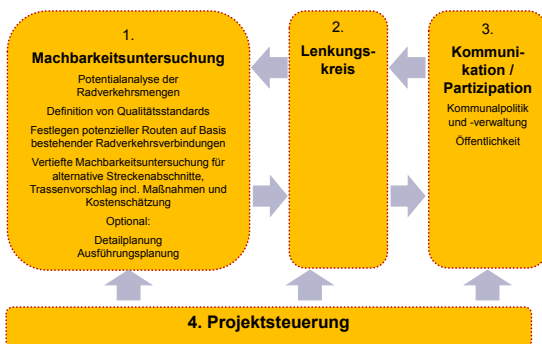 1.
Machbarkeitsuntersuchung
Potentialanalyse der
Radverkehrsmengen
Definition von Qualitätsstandards
Festlegen potenzieller Routen auf Basis
bestehender Radverkehrsverbindungen
Vertiefte Machbarkeitsuntersuchung für
alternative Streckenabschnitte,
Trassenvorschlag incl. Maßnahmen und
Kostenschätzung
Optional:
Detailplanung
Ausführungsplanung
2.
Lenkungs-
kreis
3.
Kommuni-
kation /
Partizipation
Kommunalpolitik
und -verwaltung
Öffentlichkeit
4. Projektsteuerung